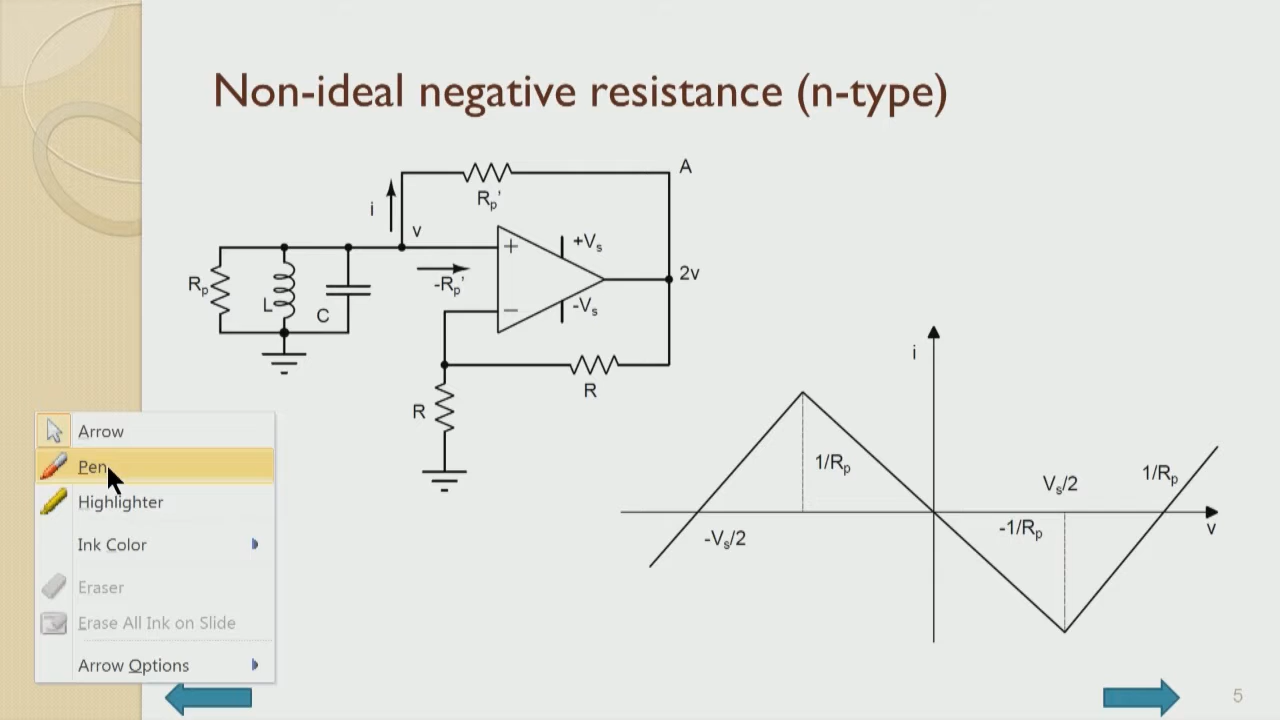 Non-ideal negative resistance (n-type)
A
Rp'
i
v
+Vs
2v
-Rp'
Rp
L
C
-Vs
+
−
R
R
i
1/Rp
Vs/2
1/Rp
-Vs/2
-1/Rp
v
Arrow
Pen
Highlighter
Ink Color
Eraser
Erase All Ink on Slide
Arrow Options
5